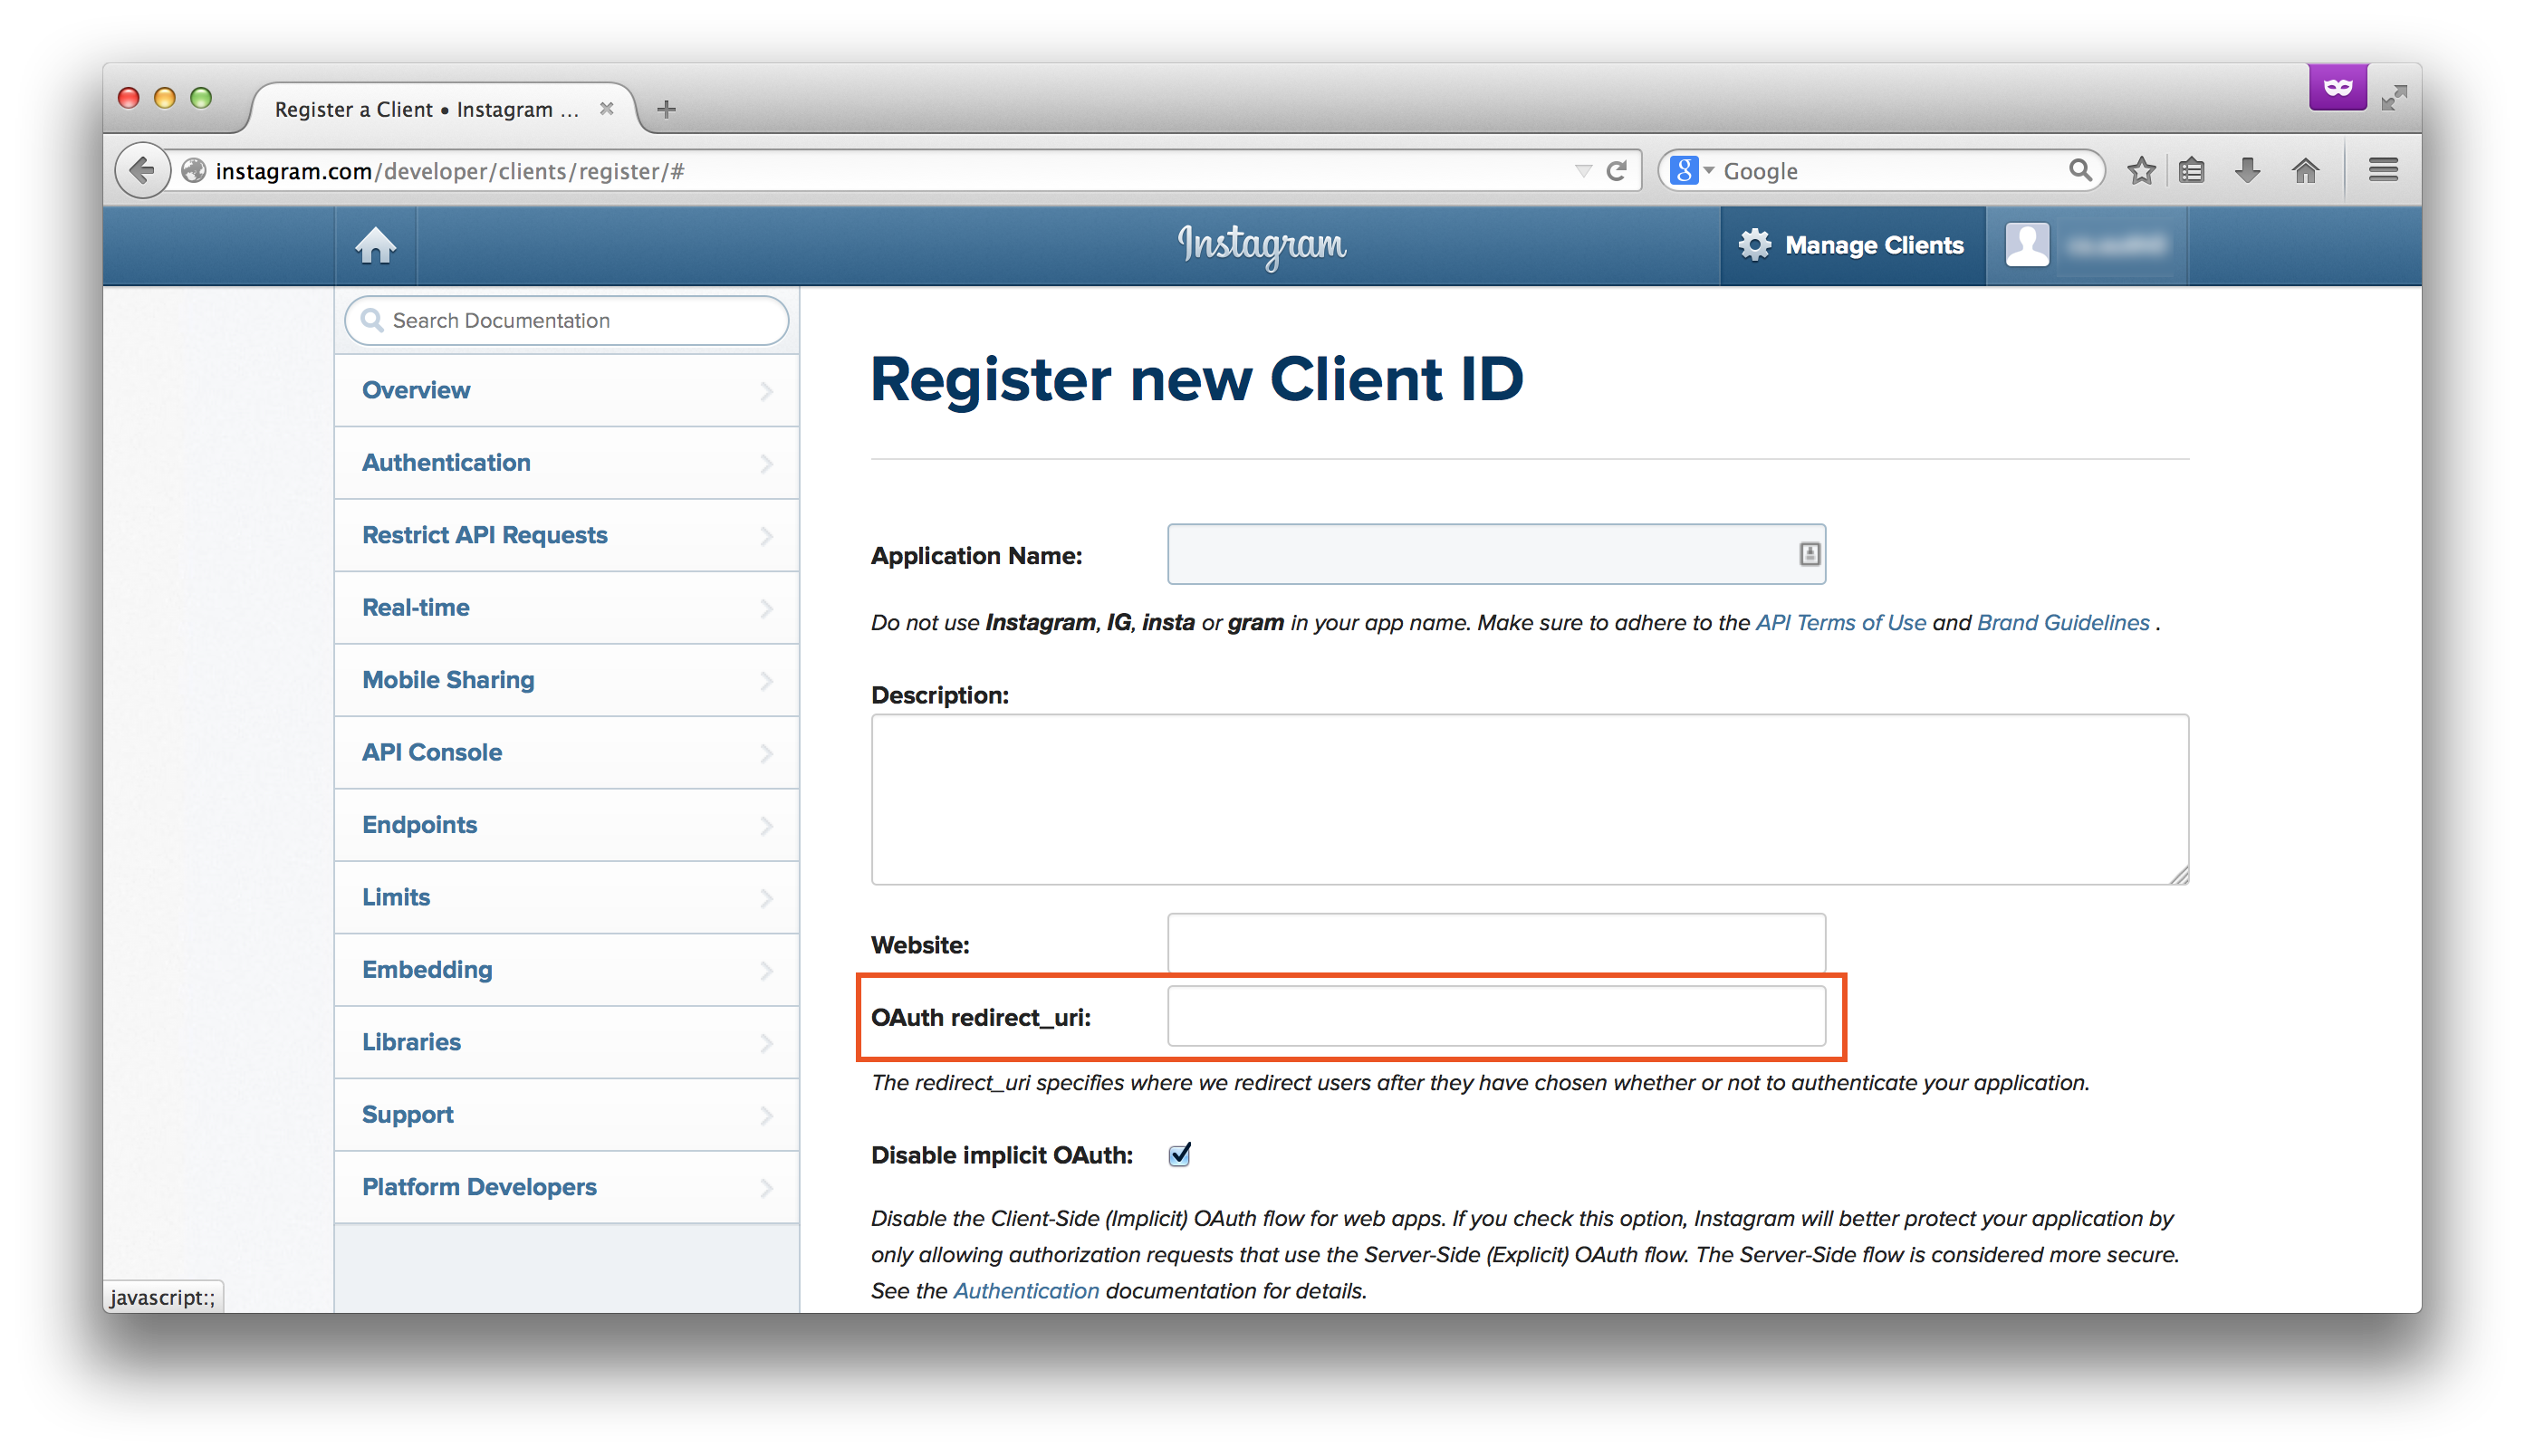 Register a Client • Instagram ...
instagram.com/developer/clients/register/#
Google
Instagram
Manage Clients
Search Documentation
Overview
Authentication
Restrict API Requests
Real-time
Mobile Sharing
API Console
Endpoints
Limits
Embedding
Libraries
Support
Platform Developers
Register new Client ID
Application Name:
Do not use Instagram, IG, insta or gram in your app name. Make sure to adhere to the API Terms of Use and Brand Guidelines .
Description:
Website:
OAuth redirect_uri:
The redirect_uri specifies where we redirect users after they have chosen whether or not to authenticate your application.
Disable implicit OAuth:
Disable the Client-Side (Implicit) OAuth flow for web apps. If you check this option, Instagram will better protect your application by
only allowing authorization requests that use the Server-Side (Explicit) OAuth flow. The Server-Side flow is considered more secure.
See the Authentication documentation for details.
javascript:;